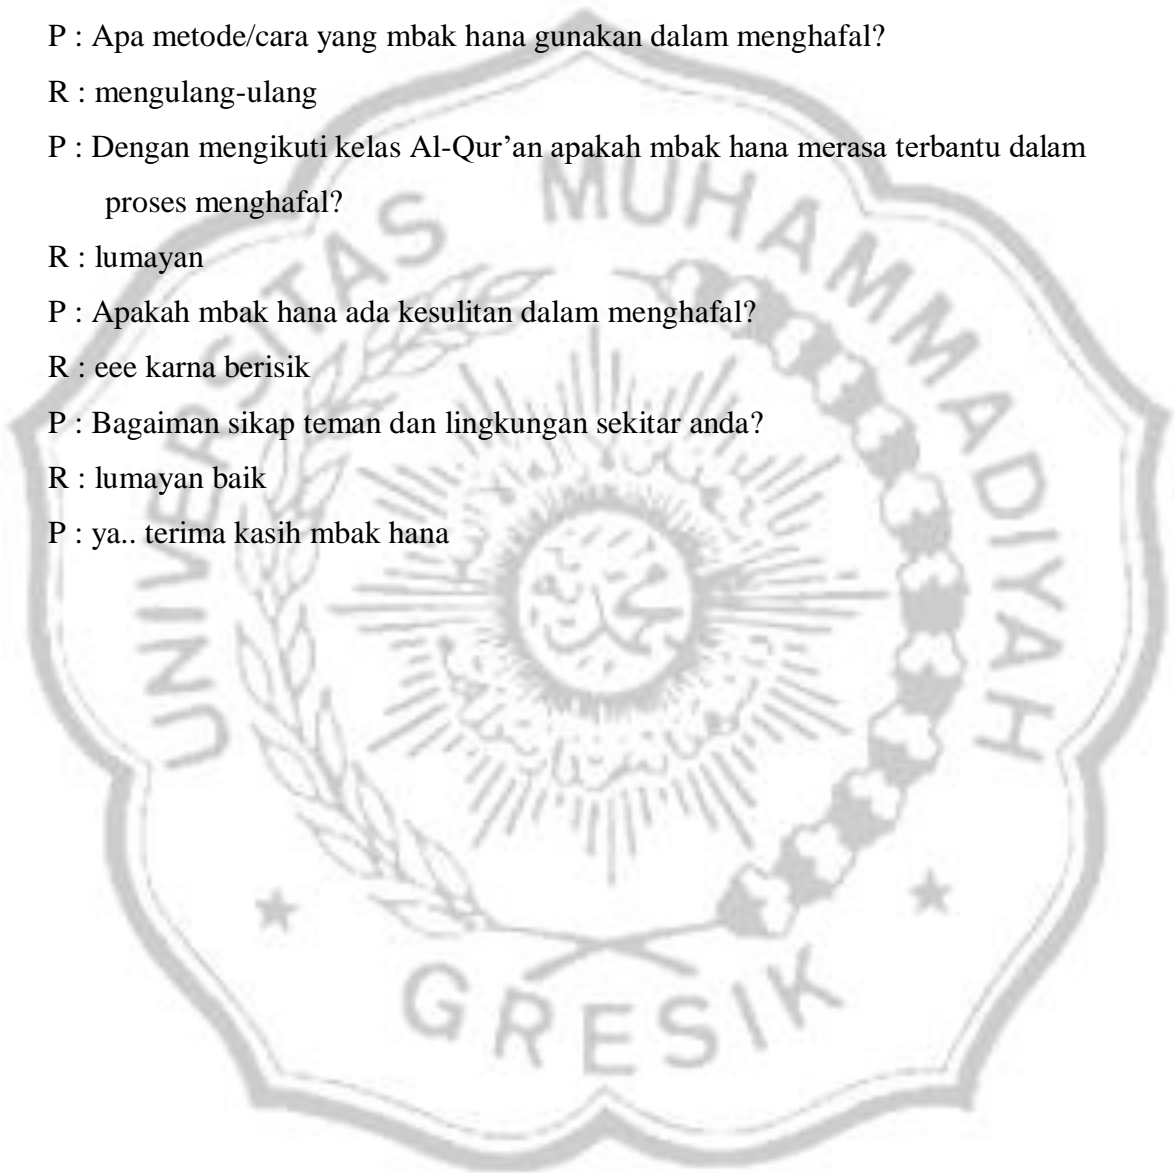 P : Apa metode/cara yang mbak hana gunakan dalam menghafal?
R : mengulang-ulang
P : Dengan mengikuti kelas Al-Qur’an apakah mbak hana merasa terbantu dalam
proses menghafal?
R : lumayan
P : Apakah mbak hana ada kesulitan dalam menghafal?
R : eee karna berisik
P : Bagaiman sikap teman dan lingkungan sekitar anda?
R : lumayan baik
P : ya.. terima kasih mbak hana
UNIVERSITAS MUHAMMADIYAH
GRESIK